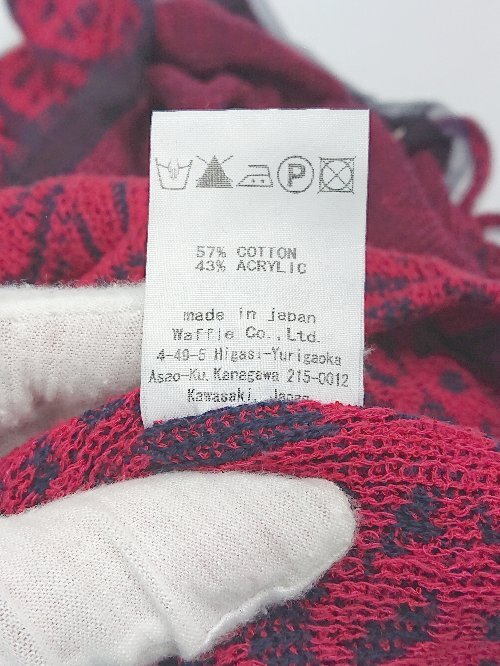 P
57% COTTON
43% ACRYLIC
made in japan
Waffle Co.,Ltd.
4-49-5 Higasi-Yurigaoka
Asao-Ku. Kanagawa 215-0012
Kawasaki, Japan